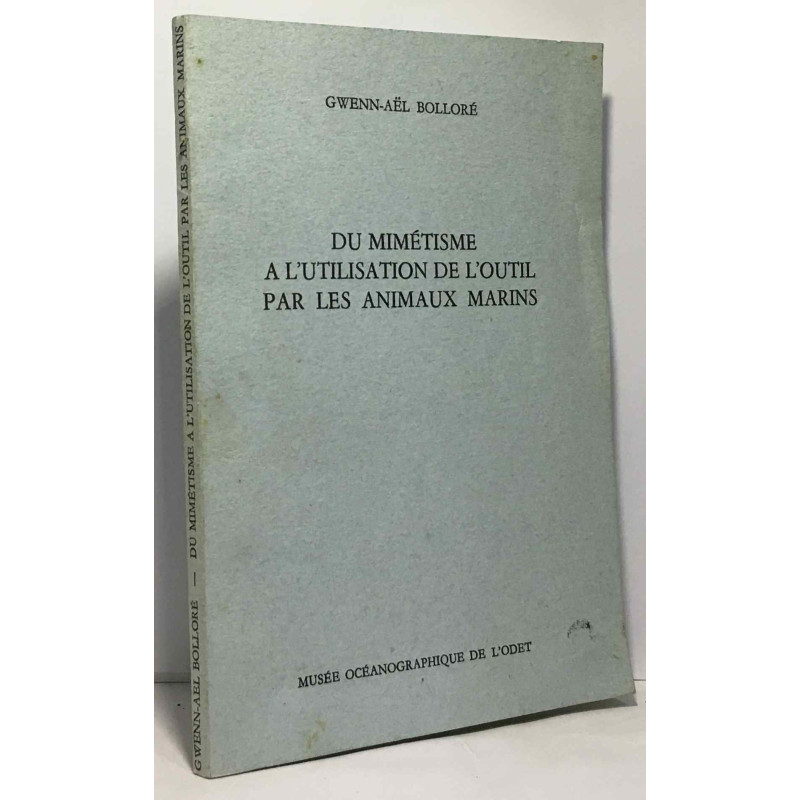 GWENN-AËL BOLLORÉ
DU MIMÉTISME
A L'UTILISATION DE L'OUTIL
PAR LES ANIMAUX MARINS
MUSÉE OCÉANOGRAPHIQUE DE L'ODET
GWENN-AËL BOLLORÉ — DU MIMÉTISME A L'UTILISATION DE L'OUTIL PAR LES ANIMAUX MARINS